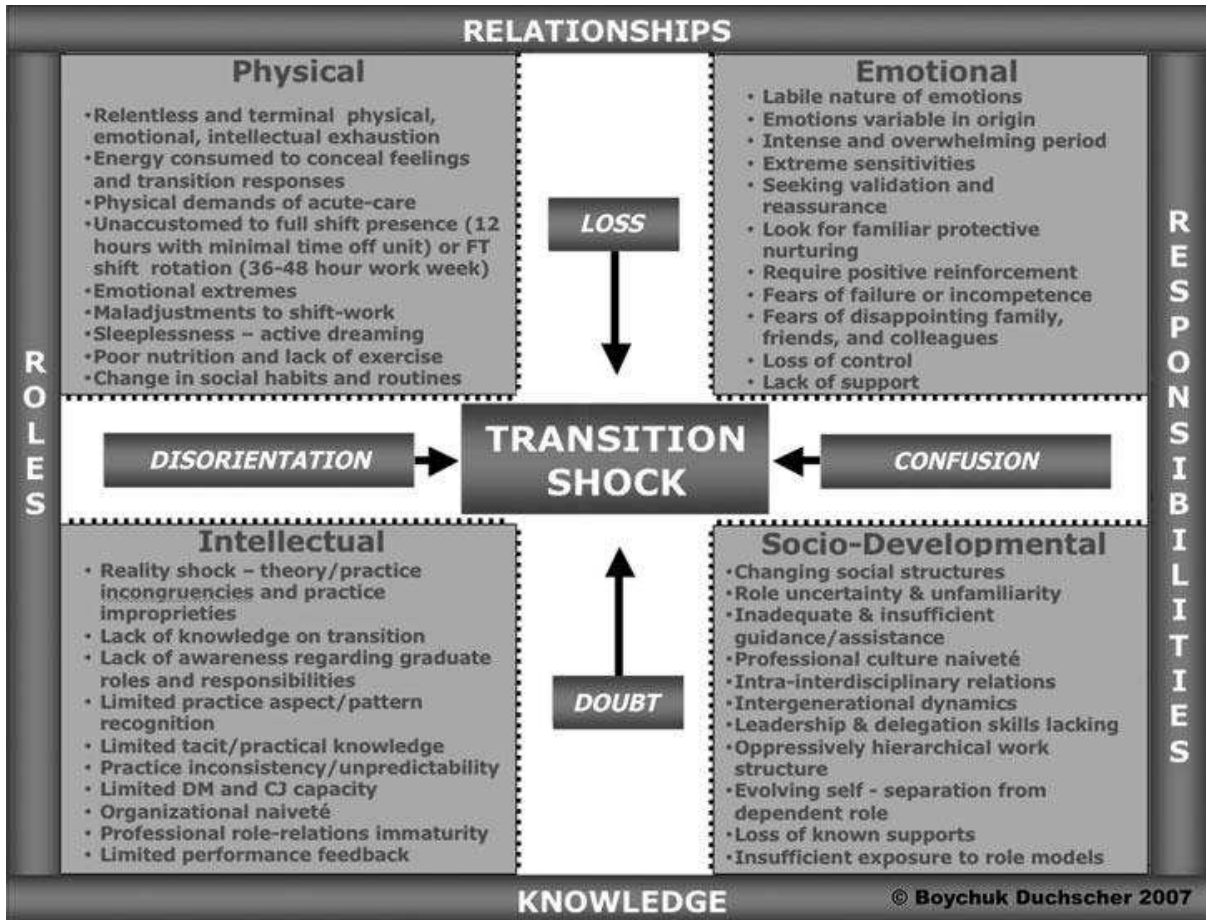 RELATIONSHIPS
Physical
•Relentless and terminal physical,
emotional, intellectual exhaustion
•Energy consumed to conceal feelings
and transition responses
•Physical demands of acute-care
•Unaccustomed to full shift presence (12
hours with minimal time off unit) or FT
shift rotation (36-48 hour work week)
•Emotional extremes
•Maladjustments to shift-work
•Sleeplessness – active dreaming
•Poor nutrition and lack of exercise
•Change in social habits and routines
LOSS
Emotional
• Labile nature of emotions
• Emotions variable in origin
• Intense and overwhelming period
• Extreme sensitivities
• Seeking validation and
reassurance
• Look for familiar protective
nurturing
• Require positive reinforcement
• Fears of failure or incompetence
• Fears of disappointing family,
friends, and colleagues
• Loss of control
• Lack of support
ROLES
DISORIENTATION
TRANSITION
SHOCK
CONFUSION
RESPONSIBILITIES
Intellectual
• Reality shock – theory/practice
incongruencies and practice
improprieties
• Lack of knowledge on transition
• Lack of awareness regarding graduate
roles and responsibilities
• Limited practice aspect/pattern
recognition
• Limited tacit/practical knowledge
• Practice inconsistency/unpredictability
• Limited DM and CJ capacity
• Organizational naiveté
• Professional role-relations immaturity
• Limited performance feedback
DOUBT
Socio-Developmental
•Changing social structures
•Role uncertainty & unfamiliarity
•Inadequate & insufficient
guidance/assistance
•Professional culture naiveté
•Intra-interdisciplinary relations
•Intergenerational dynamics
•Leadership & delegation skills lacking
•Oppressively hierarchical work
structure
•Evolving self - separation from
dependent role
•Loss of known supports
•Insufficient exposure to role models
KNOWLEDGE
© Boychuk Duchscher 2007